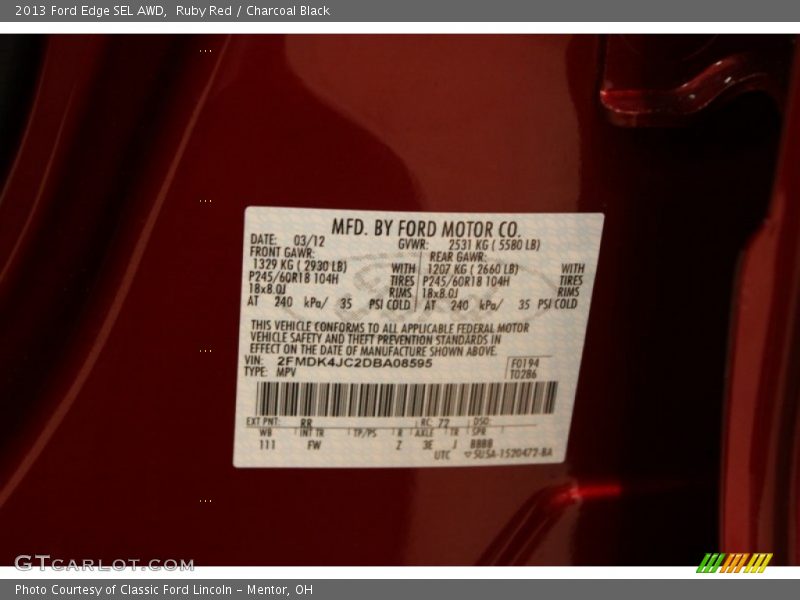 2013 Ford Edge SEL AWD, Ruby Red / Charcoal Black
MFD. BY FORD MOTOR CO.
DATE: 03/12 GVWR: 2531 KG ( 5580 LB)
FRONT GAWR: REAR GAWR:
1329 KG ( 2930 LB) WITH 1207 KG ( 2660 LB) WITH
P245/60R18 104H TIRES P245/60R18 104H TIRES
18x8.0J RIMS 18x8.0J RIMS
AT 240 kPa/ 35 PSI COLD AT 240 kPa/ 35 PSI COLD
THIS VEHICLE CONFORMS TO ALL APPLICABLE FEDERAL MOTOR
VEHICLE SAFETY AND THEFT PREVENTION STANDARDS IN
EFFECT ON THE DATE OF MANUFACTURE SHOWN ABOVE.
VIN: 2FMDK4JC2DBA08595 F0194
TYPE: MPV T0286
EXT PNT: RR RC: 77 DSO:
WB INT TR TP/PS R AXLE TR SPR
111 FW Z 3E J BBBB
UTC SU5A-1520472-BA
GTCARLOT.COM
Photo Courtesy of Classic Ford Lincoln - Mentor, OH